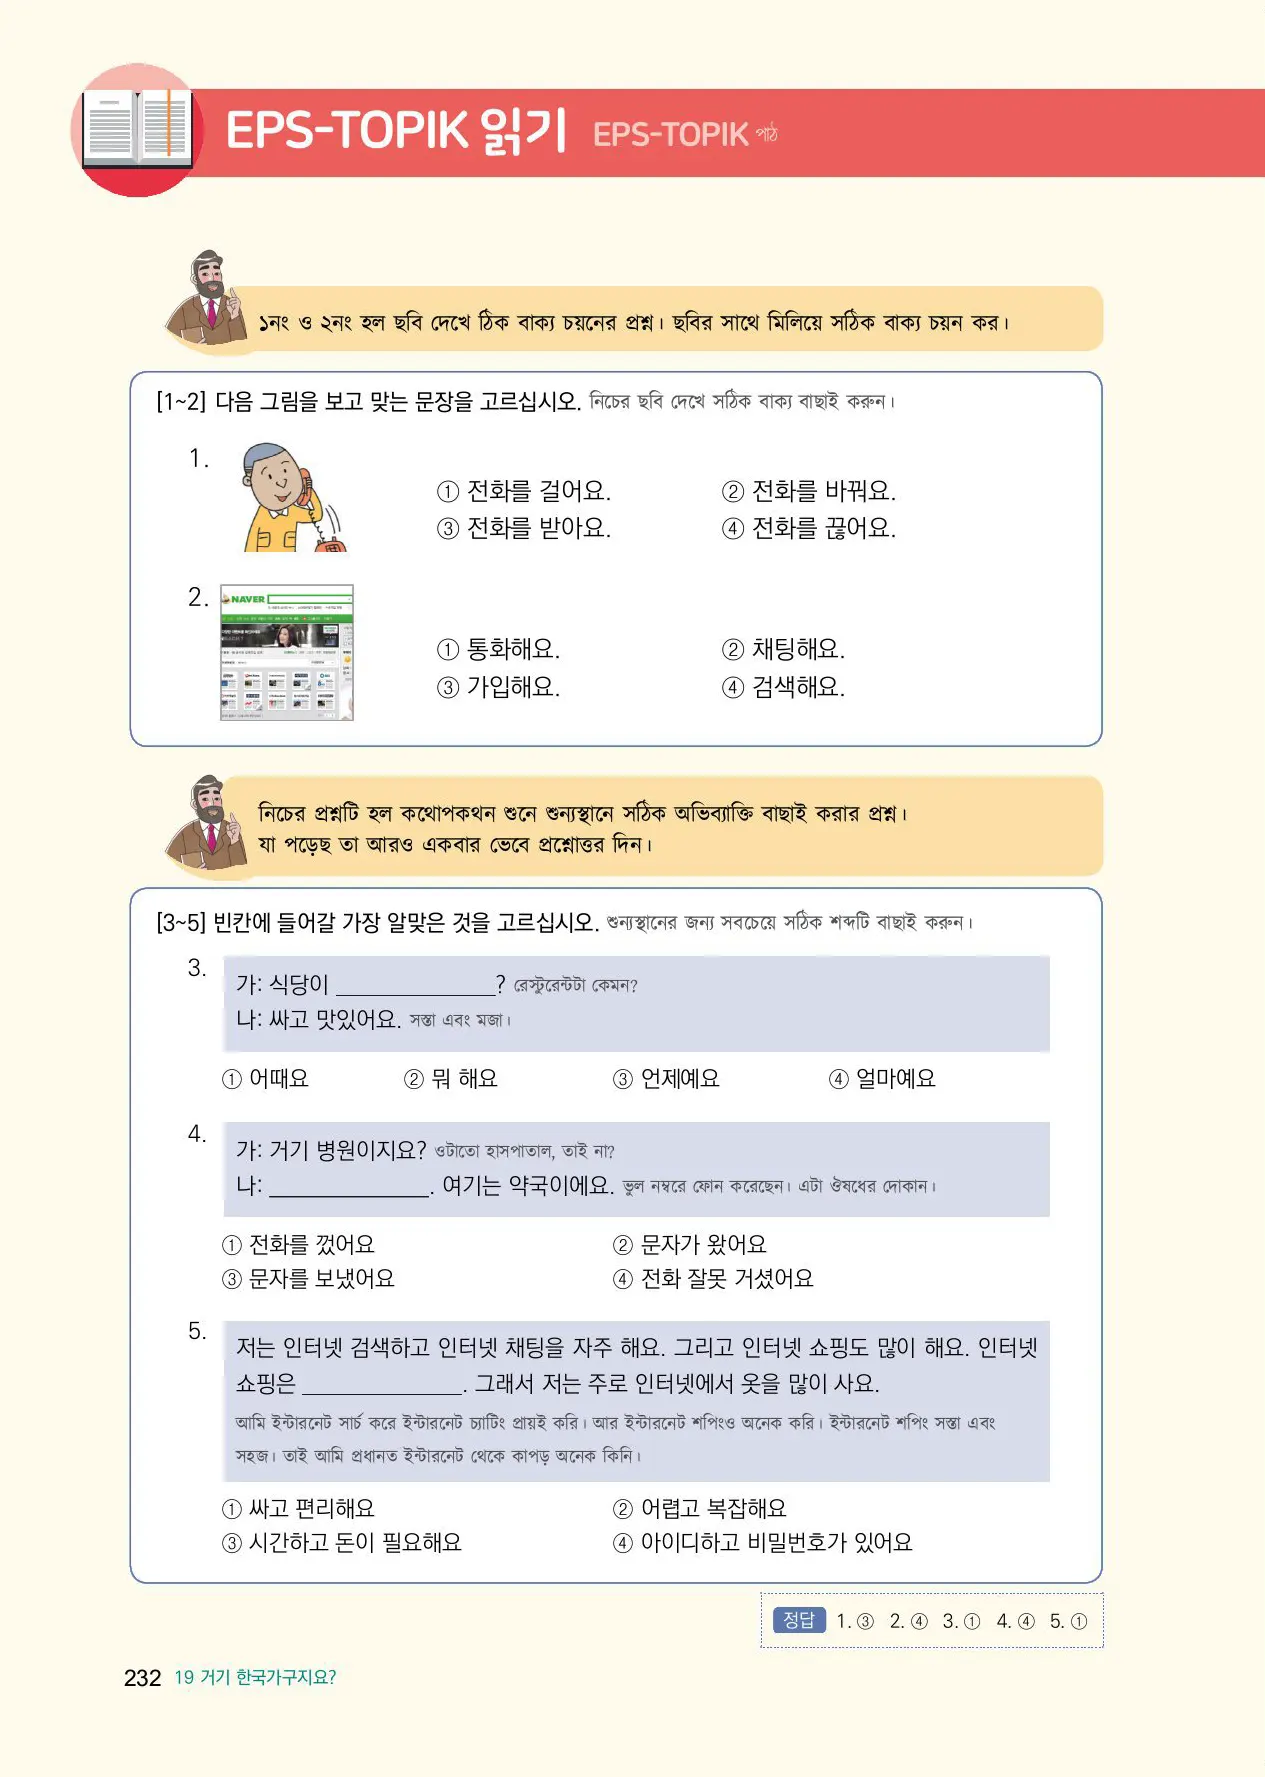 EPS-TOPIK 읽기 EPS-TOPIK পাঠ
১নং ও ২নং হল ছবি দেখে ঠিক বাক্য চয়নের প্রশ্ন। ছবির সাথে মিলিয়ে সঠিক বাক্য চয়ন কর।
[1~2] 다음 그림을 보고 맞는 문장을 고르십시오. নিচের ছবি দেখে সঠিক বাক্য বাছাই করুন।
1.
① 전화를 걸어요. ② 전화를 바꿔요.
③ 전화를 받아요. ④ 전화를 끊어요.
2.
NAVER
① 통화해요. ② 채팅해요.
③ 가입해요. ④ 검색해요.
নিচের প্রশ্নটি হল কথোপকথন শুনে শুন্যস্থানে সঠিক অভিব্যাক্তি বাছাই করার প্রশ্ন।
যা পড়েছ তা আরও একবার ভেবে প্রশ্নোত্তর দিন।
[3~5] 빈칸에 들어갈 가장 알맞은 것을 고르십시오. শুন্যস্থানের জন্য সবচেয়ে সঠিক শব্দটি বাছাই করুন।
3.
가: 식당이 ______________? রেস্টুরেন্টটা কেমন?
나: 싸고 맛있어요. সস্তা এবং মজা।
① 어때요 ② 뭐 해요 ③ 언제예요 ④ 얼마예요
4.
가: 거기 병원이지요? ওটাতো হাসপাতাল, তাই না?
나: ______________. 여기는 약국이에요. ভুল নম্বরে ফোন করেছেন। এটা ঔষধের দোকান।
① 전화를 껐어요 ② 문자가 왔어요
③ 문자를 보냈어요 ④ 전화 잘못 거셨어요
5.
저는 인터넷 검색하고 인터넷 채팅을 자주 해요. 그리고 인터넷 쇼핑도 많이 해요. 인터넷
쇼핑은 ______________. 그래서 저는 주로 인터넷에서 옷을 많이 사요.
আমি ইন্টারনেট সার্চ করে ইন্টারনেট চ্যাটিং প্রায়ই করি। আর ইন্টারনেট শপিংও অনেক করি। ইন্টারনেট শপিং সস্তা এবং
সহজ। তাই আমি প্রধানত ইন্টারনেট থেকে কাপড় অনেক কিনি।
① 싸고 편리해요 ② 어렵고 복잡해요
③ 시간하고 돈이 필요해요 ④ 아이디하고 비밀번호가 있어요
정답 1. ③ 2. ④ 3. ① 4. ④ 5. ①
232 19 거기 한국가구지요?